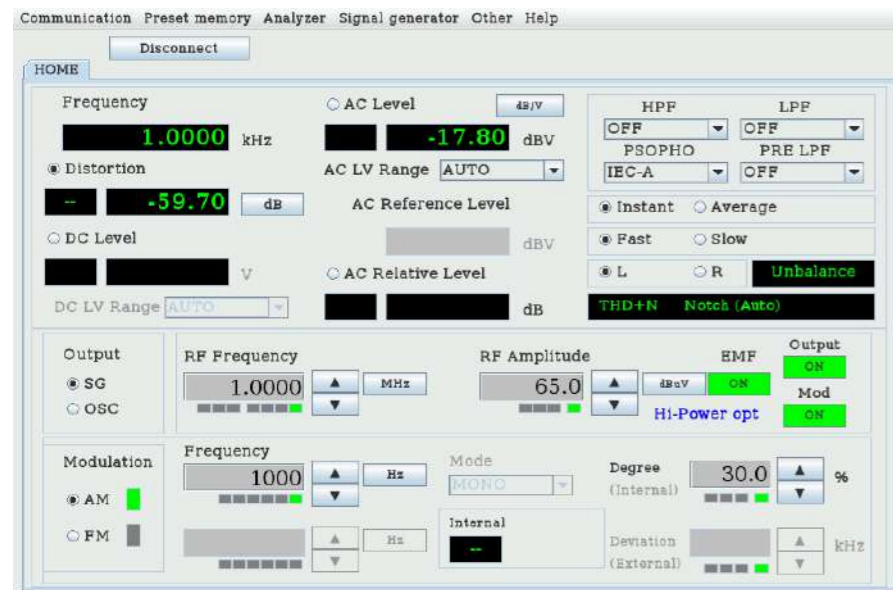 Communication Preset memory Analyzer Signal generator Other Help
Disconnect
HOME
Frequency
1.0000 kHz
Distortion
-- -59.70 dB
DC Level
V
DC LV Range AUTO
AC Level dB/V
-17.80 dBV
AC LV Range AUTO
AC Reference Level
dBV
AC Relative Level
dB
HPF LPF
OFF OFF
PSOPHO PRE LPF
IEC-A OFF
Instant Average
Fast Slow
L R Unbalance
THD+N Notch (Auto)
Output
SG
OSC
RF Frequency
1.0000 MHz
RF Amplitude EMF
65.0 dBuV ON
Hi-Power opt
Output
ON
Mod
ON
Modulation
AM
FM
Frequency
1000 Hz
Hz
Mode
MONO
Internal
--
Degree
(Internal)
30.0 %
Deviation
(External)
kHz